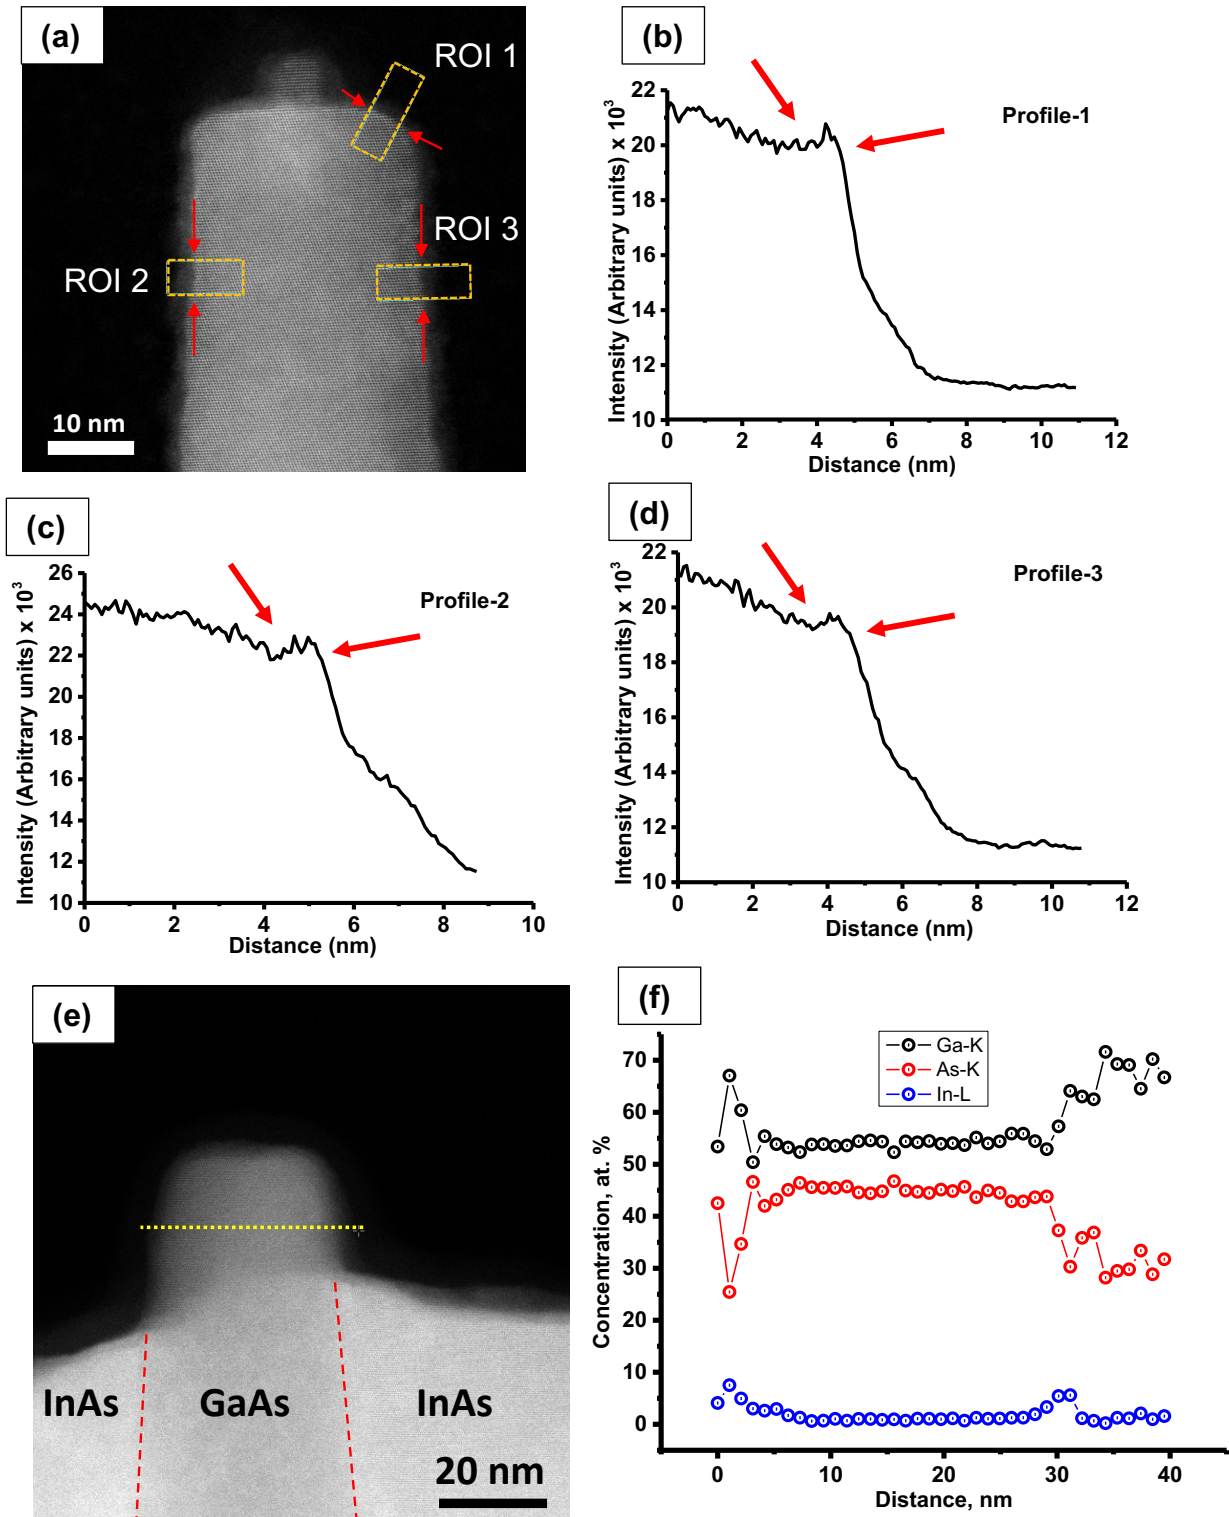 (a)
ROI 1
ROI 2
ROI 3
10 nm
(b)
Profile-1
Intensity (Arbitrary units) x 10³
22
20
18
16
14
12
10
0 2 4 6 8 10 12
Distance (nm)
(c)
Profile-2
Intensity (Arbitrary units) x 10³
26
24
22
20
18
16
14
12
10
0 2 4 6 8 10
Distance (nm)
(d)
Profile-3
Intensity (Arbitrary units) x 10³
22
20
18
16
14
12
10
0 2 4 6 8 10 12
Distance (nm)
(e)
InAs GaAs InAs
20 nm
(f)
Ga-K
As-K
In-L
Concentration, at. %
70
60
50
40
30
20
10
0
0 10 20 30 40
Distance, nm